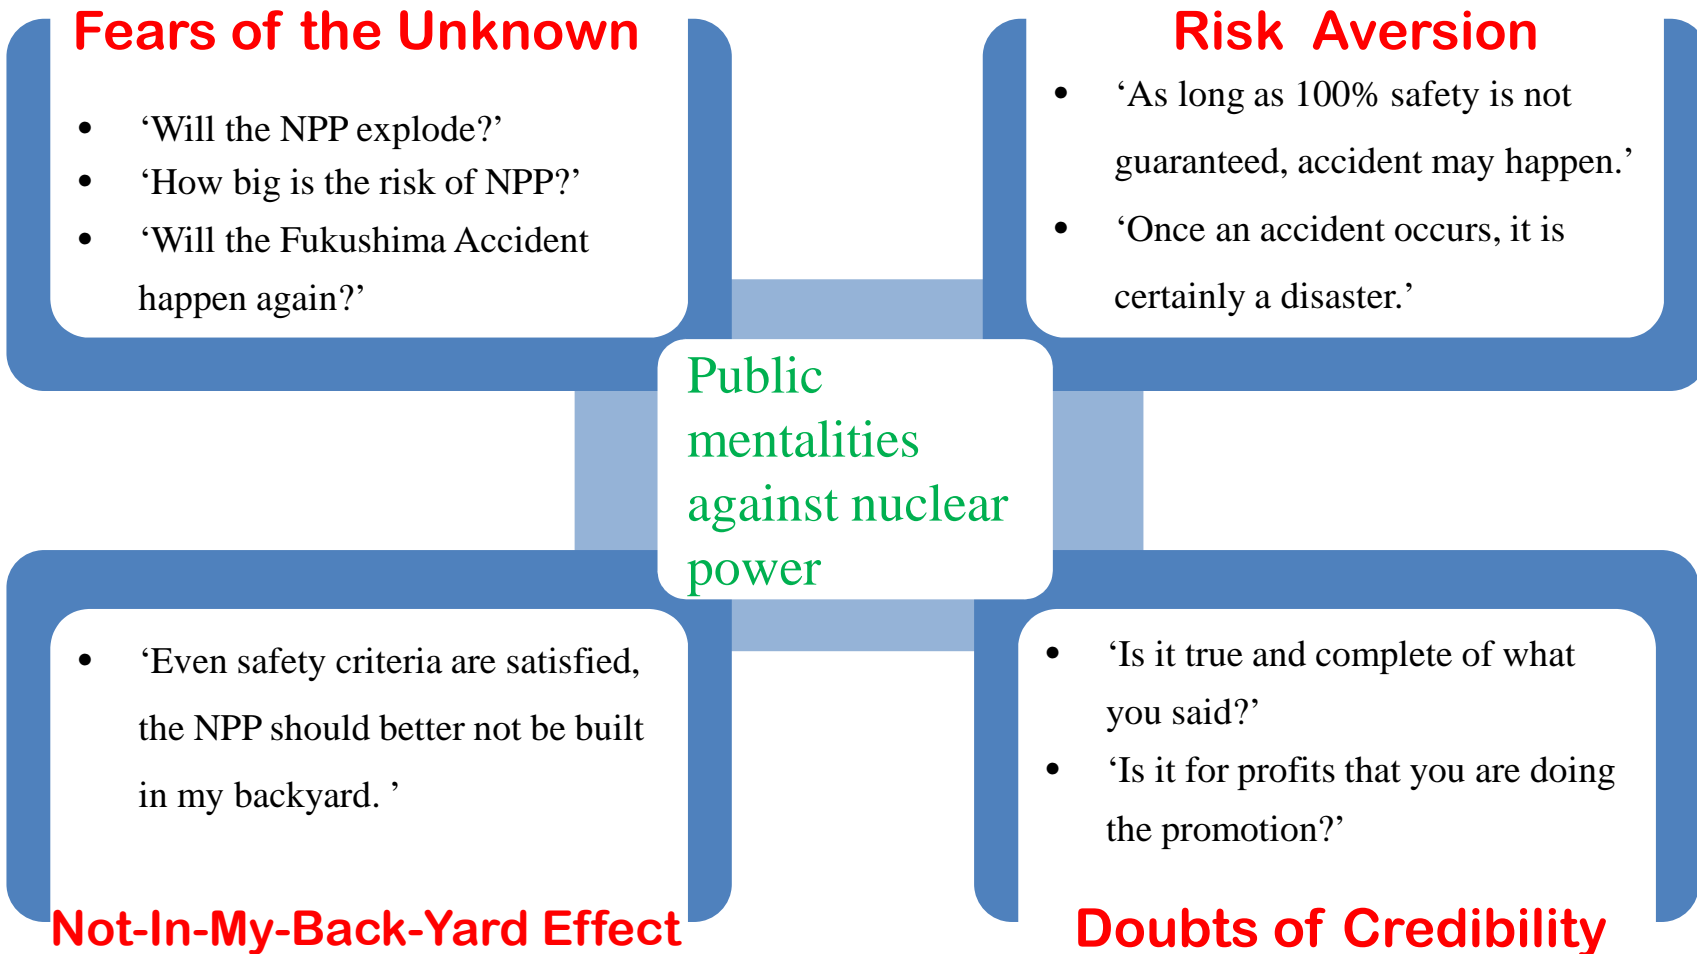 Fears of the Unknown
• ‘Will the NPP explode?’
• ‘How big is the risk of NPP?’
• ‘Will the Fukushima Accident
happen again?’
Risk Aversion
• ‘As long as 100% safety is not
guaranteed, accident may happen.’
• ‘Once an accident occurs, it is
certainly a disaster.’
Public
mentalities
against nuclear
power
• ‘Even safety criteria are satisfied,
the NPP should better not be built
in my backyard. ’
Not-In-My-Back-Yard Effect
• ‘Is it true and complete of what
you said?’
• ‘Is it for profits that you are doing
the promotion?’
Doubts of Credibility